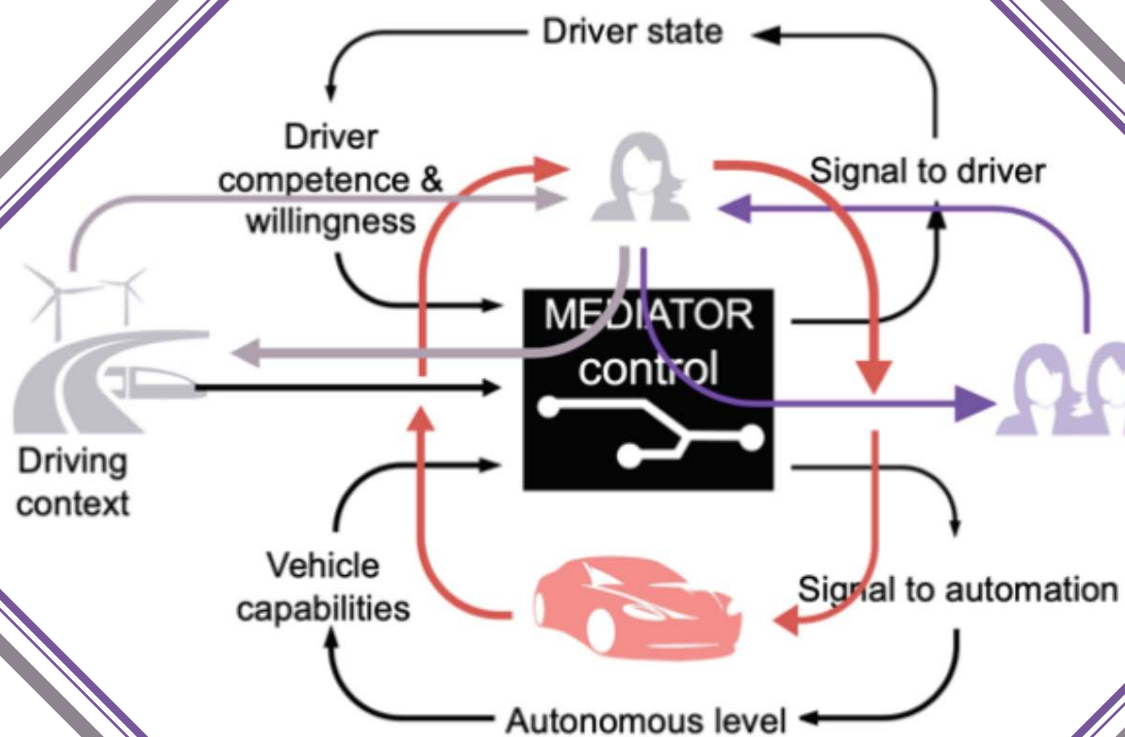 Driver state
Driver
competence &
willingness
Signal to driver
MEDIATOR
control
Driving
context
Vehicle
capabilities
Signal to automation
Autonomous level